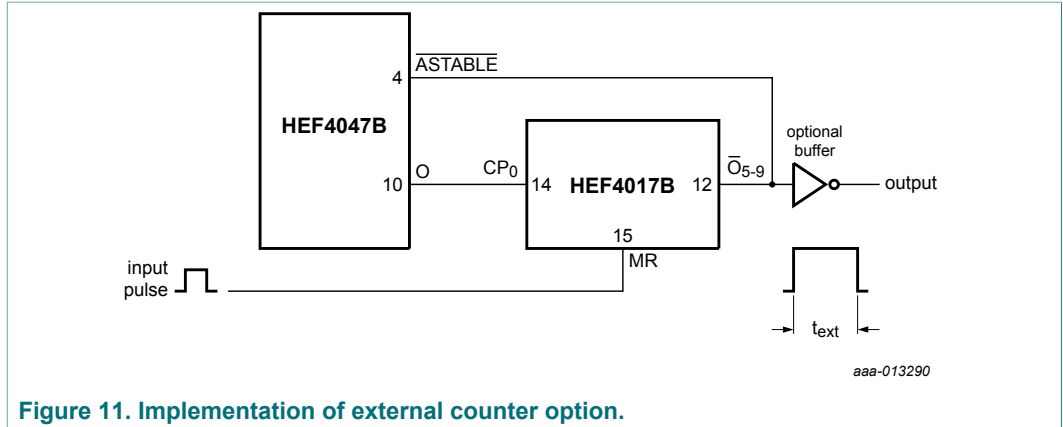 4
ASTABLE
HEF4047B
10
O
CP0
14
HEF4017B
12
O5-9
optional
buffer
output
15
MR
input
pulse
text
aaa-013290
Figure 11. Implementation of external counter option.